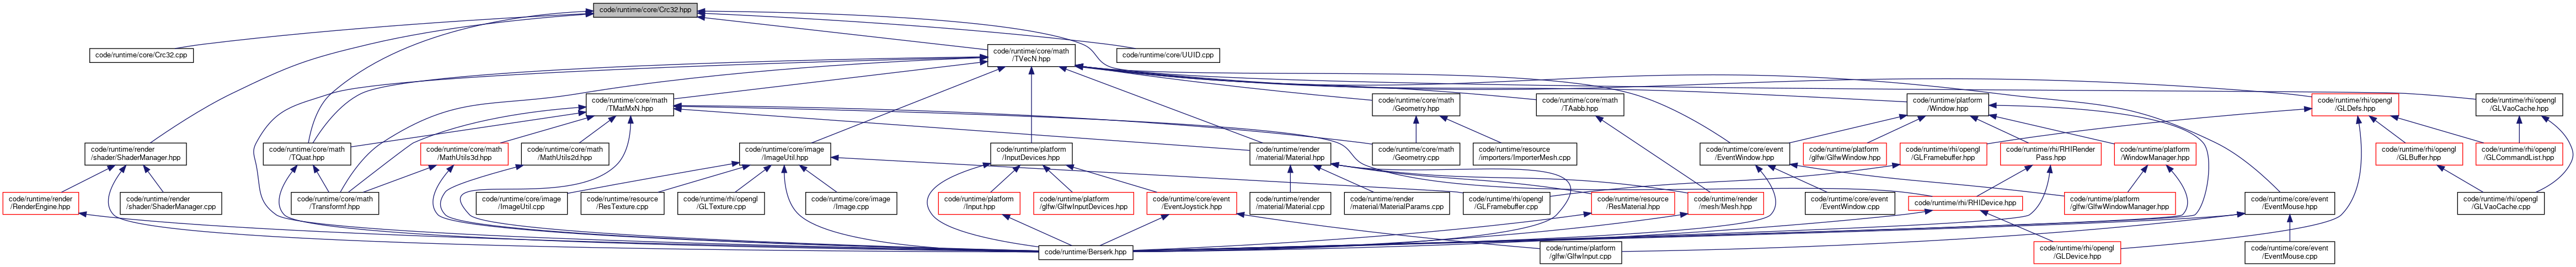 code/runtime/core/Crc32.hpp
code/runtime/core/Crc32.cpp
code/runtime/core/math
/TVecN.hpp
code/runtime/core/UUID.cpp
code/runtime/core/math
/TMatMxN.hpp
code/runtime/core/math
/Geometry.hpp
code/runtime/core/math
/TAabb.hpp
code/runtime/platform
/Window.hpp
code/runtime/rhi/opengl
/GLDefs.hpp
code/runtime/rhi/opengl
/GLVaoCache.hpp
code/runtime/render
/shader/ShaderManager.hpp
code/runtime/core/math
/TQuat.hpp
code/runtime/core/math
/MathUtils3d.hpp
code/runtime/core/math
/MathUtils2d.hpp
code/runtime/core/image
/ImageUtil.hpp
code/runtime/platform
/InputDevices.hpp
code/runtime/render
/material/Material.hpp
code/runtime/core/math
/Geometry.cpp
code/runtime/resource
/importers/ImporterMesh.cpp
code/runtime/core/event
/EventWindow.hpp
code/runtime/platform
/glfw/GlfwWindow.hpp
code/runtime/rhi/opengl
/GLFramebuffer.hpp
code/runtime/rhi/RHIRender
Pass.hpp
code/runtime/platform
/WindowManager.hpp
code/runtime/rhi/opengl
/GLBuffer.hpp
code/runtime/rhi/opengl
/GLCommandList.hpp
code/runtime/render
/RenderEngine.hpp
code/runtime/render
/shader/ShaderManager.cpp
code/runtime/core/math
/Transformf.hpp
code/runtime/core/image
/ImageUtil.cpp
code/runtime/resource
/ResTexture.cpp
code/runtime/rhi/opengl
/GLTexture.cpp
code/runtime/core/image
/Image.cpp
code/runtime/platform
/Input.hpp
code/runtime/platform
/glfw/GlfwInputDevices.hpp
code/runtime/core/event
/EventJoystick.hpp
code/runtime/render
/material/Material.cpp
code/runtime/render
/material/MaterialParams.cpp
code/runtime/rhi/opengl
/GLFramebuffer.cpp
code/runtime/resource
/ResMaterial.hpp
code/runtime/render
/mesh/Mesh.hpp
code/runtime/core/event
/EventWindow.cpp
code/runtime/rhi/RHIDevice.hpp
code/runtime/platform
/glfw/GlfwWindowManager.hpp
code/runtime/core/event
/EventMouse.hpp
code/runtime/rhi/opengl
/GLVaoCache.cpp
code/runtime/Berserk.hpp
code/runtime/platform
/glfw/GlfwInput.cpp
code/runtime/rhi/opengl
/GLDevice.hpp
code/runtime/core/event
/EventMouse.cpp